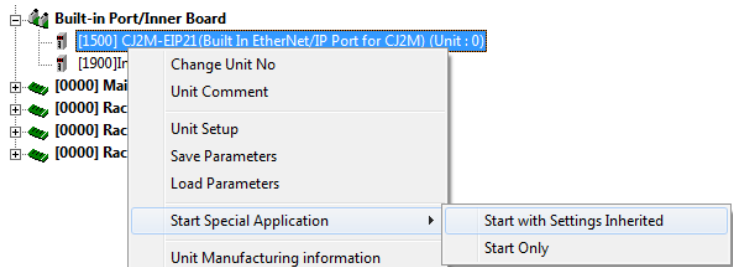 Built-in Port/Inner Board
[1500] CJ2M-EIP21(Built In EtherNet/IP Port for CJ2M) (Unit : 0)
[1900]In
[0000] Mai
[0000] Rac
[0000] Rac
[0000] Rac
Change Unit No
Unit Comment
Unit Setup
Save Parameters
Load Parameters
Start Special Application
Unit Manufacturing information
Start with Settings Inherited
Start Only